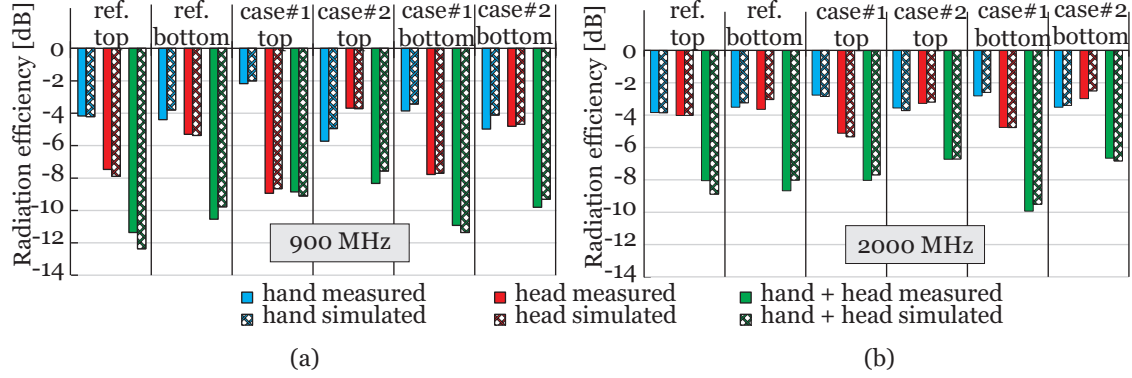 ref. ref. case#1 case#2 case#1 case#2
top bottom top top bottom bottom
Radiation efficiency [dB]
0
-2
-4
-6
-8
-10
-12
-14
900 MHz
ref. ref. case#1 case#2 case#1 case#2
top bottom top top bottom bottom
Radiation efficiency [dB]
0
-2
-4
-6
-8
-10
-12
-14
2000 MHz
hand measured head measured hand + head measured
hand simulated head simulated hand + head simulated
(a) (b)